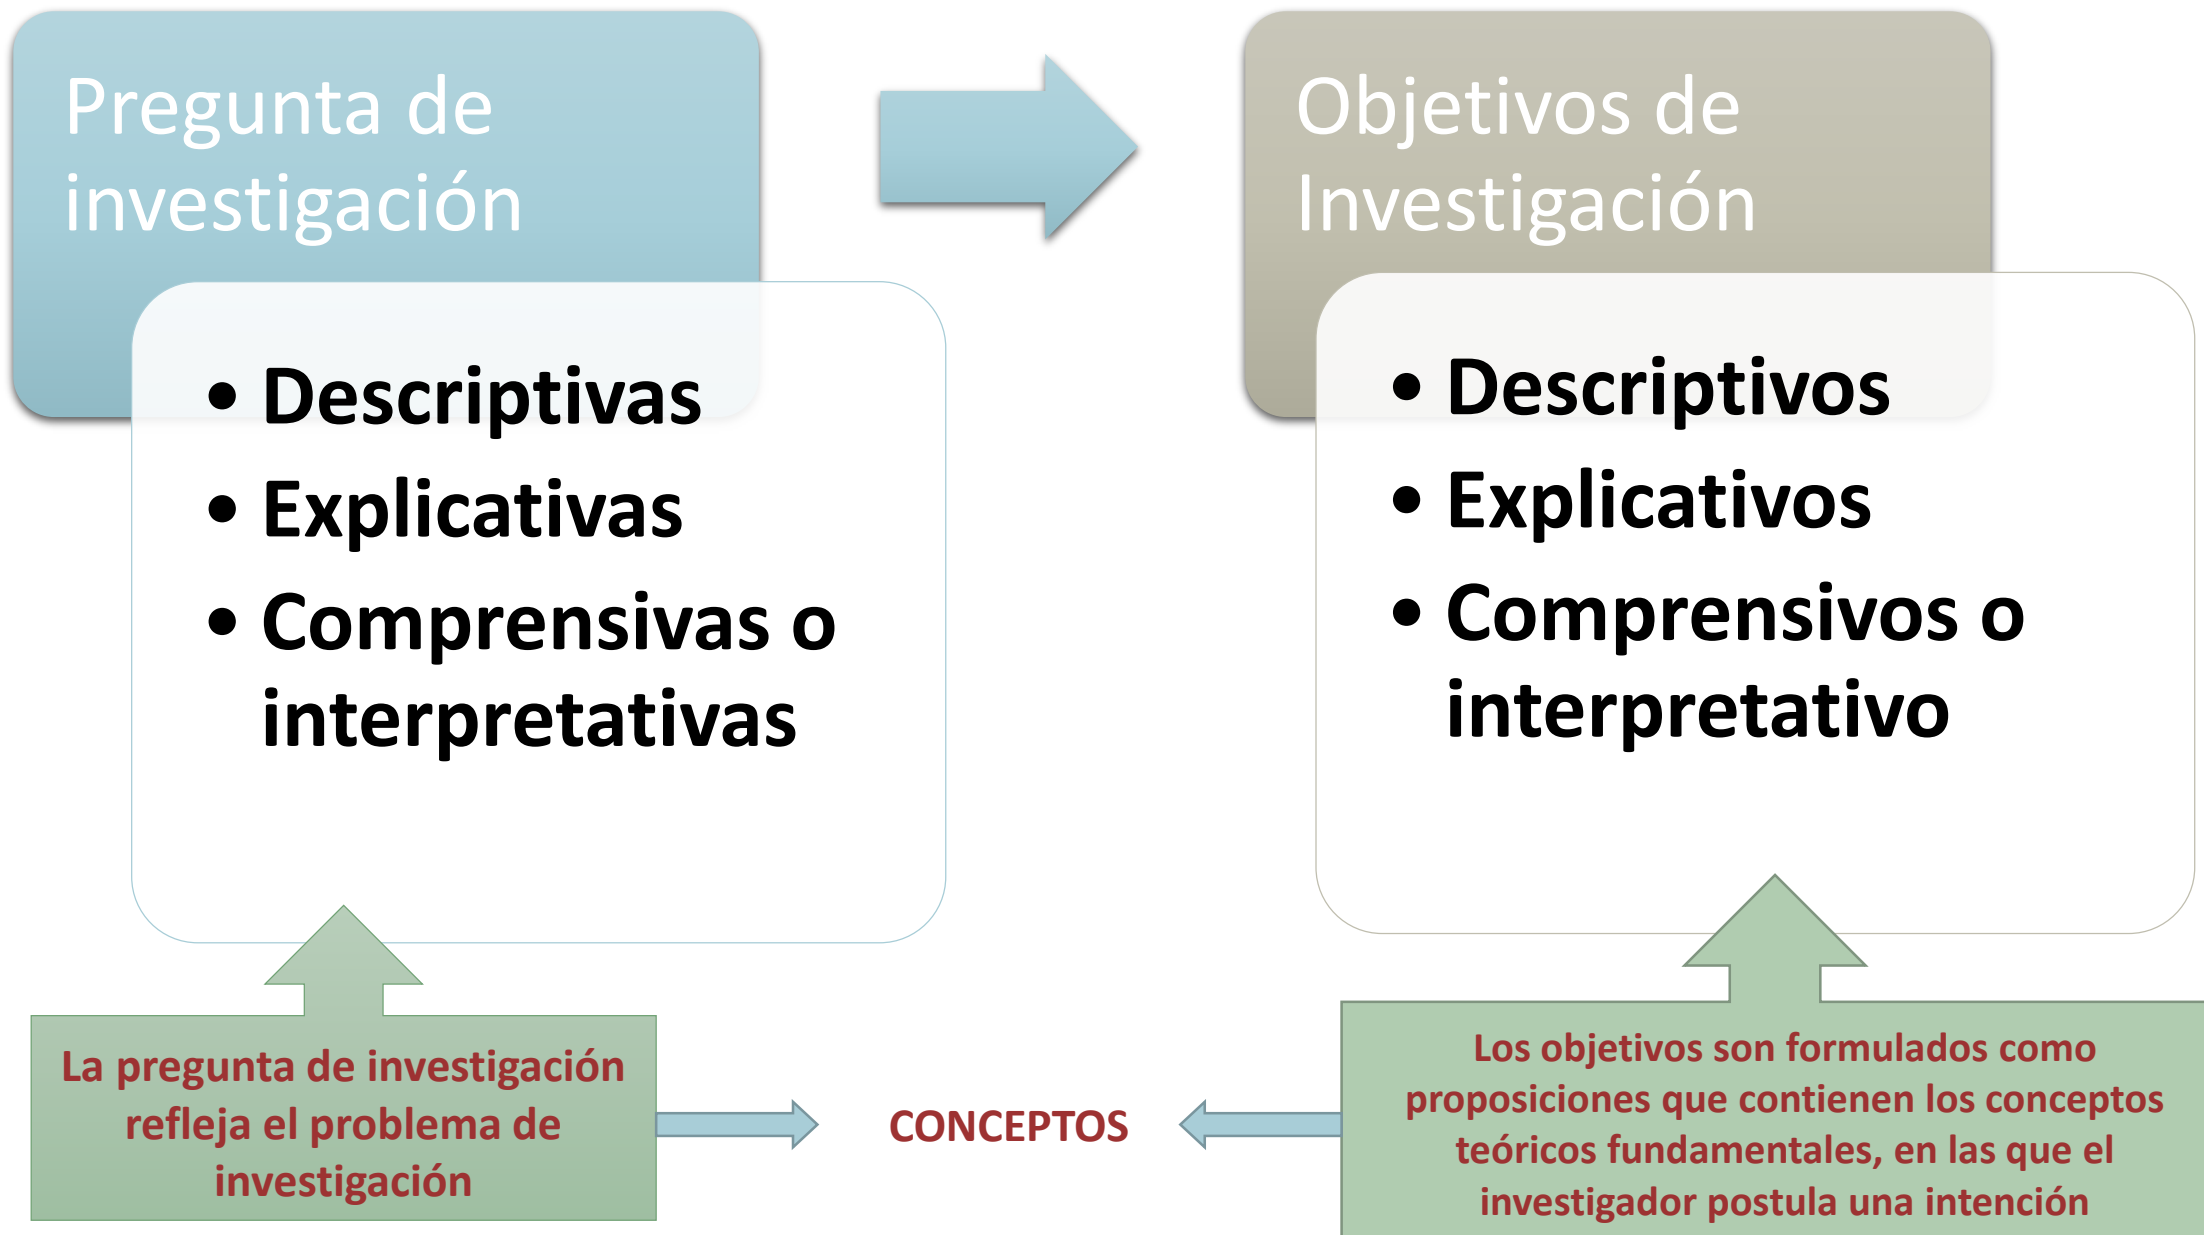 Pregunta de
investigación
• Descriptivas
• Explicativas
• Comprensivas o
interpretativas
Objetivos de
Investigación
• Descriptivos
• Explicativos
• Comprensivos o
interpretativo
La pregunta de investigación
refleja el problema de
investigación
CONCEPTOS
Los objetivos son formulados como
proposiciones que contienen los conceptos
teóricos fundamentales, en las que el
investigador postula una intención